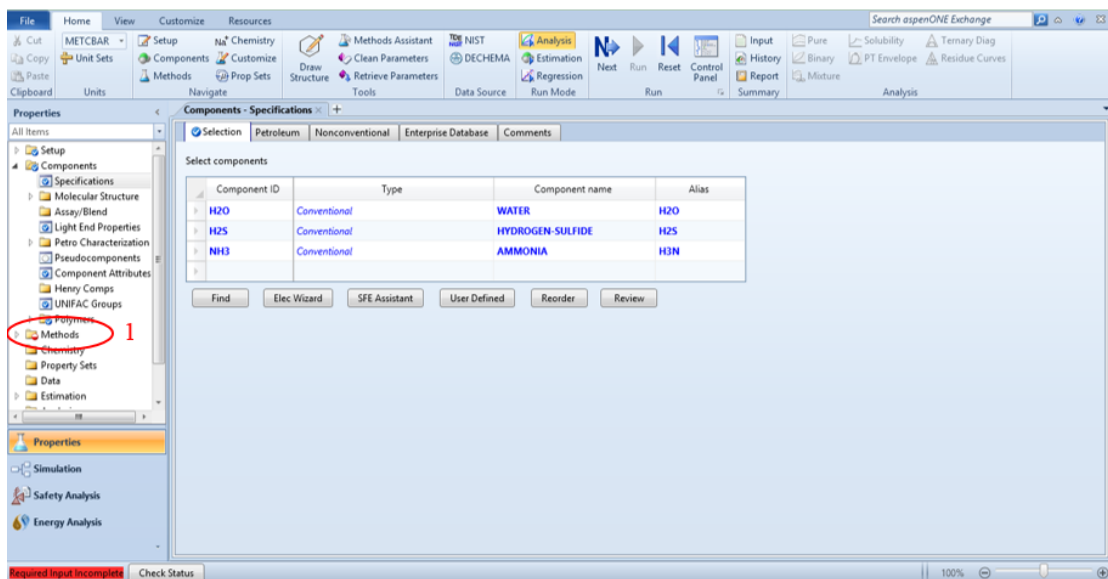 File Home View Customize Resources Search aspenONE Exchange
Cut METCBAR Setup Na+ Chemistry Methods Assistant NIST Analysis Input Pure Solubility Ternary Diag
Copy Unit Sets Components Customize Clean Parameters DECHEMA Estimation History Binary PT Envelope Residue Curves
Paste Methods Prop Sets Draw Structure Retrieve Parameters Regression Next Run Reset Control Panel Report Mixture
Clipboard Units Navigate Tools Data Source Run Mode Run Summary Analysis
Properties
Components - Specifications
All Items
Selection Petroleum Nonconventional Enterprise Database Comments
Setup
Components
Specifications
Molecular Structure
Assay/Blend
Light End Properties
Petro Characterization
Pseudocomponents
Component Attributes
Henry Comps
UNIFAC Groups
Polymers
Methods 1
Chemistry
Property Sets
Data
Estimation
Select components
Component ID Type Component name Alias
H2O Conventional WATER H2O
H2S Conventional HYDROGEN-SULFIDE H2S
NH3 Conventional AMMONIA H3N
Find Elec Wizard SFE Assistant User Defined Reorder Review
Properties
Simulation
Safety Analysis
Energy Analysis
Required Input Incomplete Check Status 100%